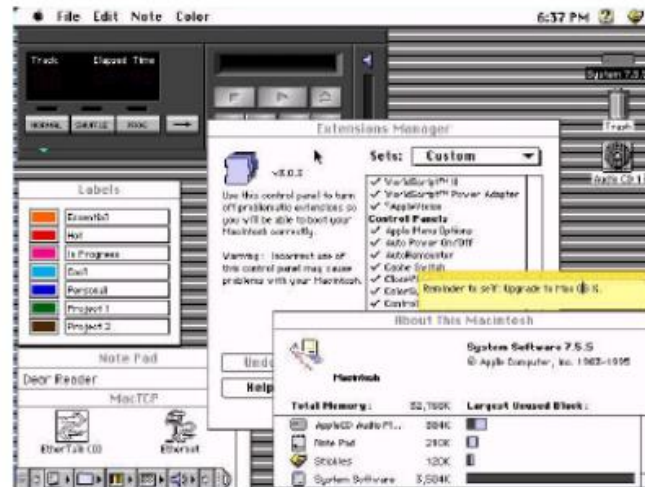 File Edit Note Color 6:37 PM
Track Elapsed Time
NORMAL SHUFFLE PROG
System 7.5.5
Trash
Audio CD 1
Extensions Manager
Sets: Custom
Use this control panel to turn
off problematic extensions so
you will be able to boot your
Macintosh correctly.
Warning: Incorrect use of
this control panel may cause
problems with your Macintosh.
WorldScript™ II
WorldScript™ Power Adapter
Control Panels
Apple Menu Options
Auto Power On/Off
AutoRemounter
Cache Switch
Control
Help
Labels
Essential
Hot
In Progress
Cool
Personal
Project 1
Project 2
Reminder to self: Upgrade to Mac OS X.
Note Pad
Dear Reader
MacTCP
EtherTalk (0)
Ethernet
About This Macintosh
System Software 7.5.5
© Apple Computer, Inc. 1983-1995
Macintosh
Total Memory: Largest Unused Block:
AppleCD Audio Pl...
Note Pad 210K
Stickies 120K
System Software 3,504K